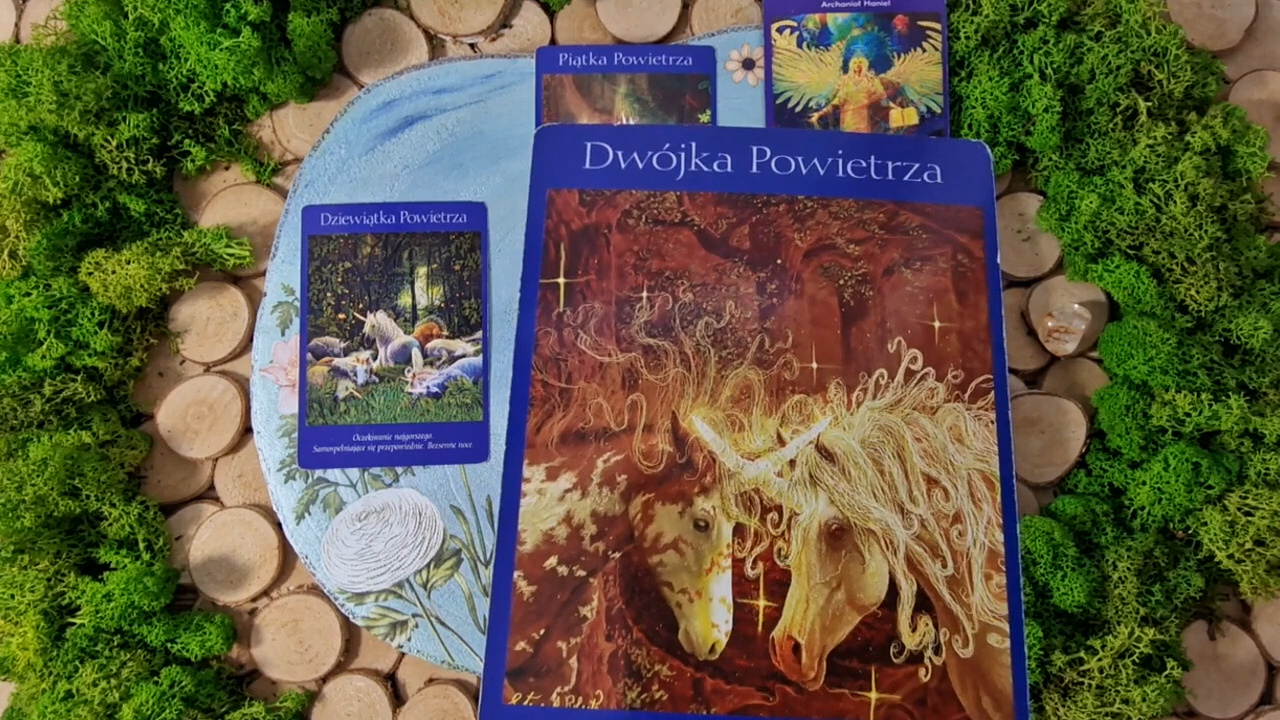 Archanioł Haniel
Piątka Powietrza
Dwójka Powietrza
Dziewiątka Powietrza
Oczekiwanie najgorszego.
Samospełniające się przepowiednie. Bezsenne noce.